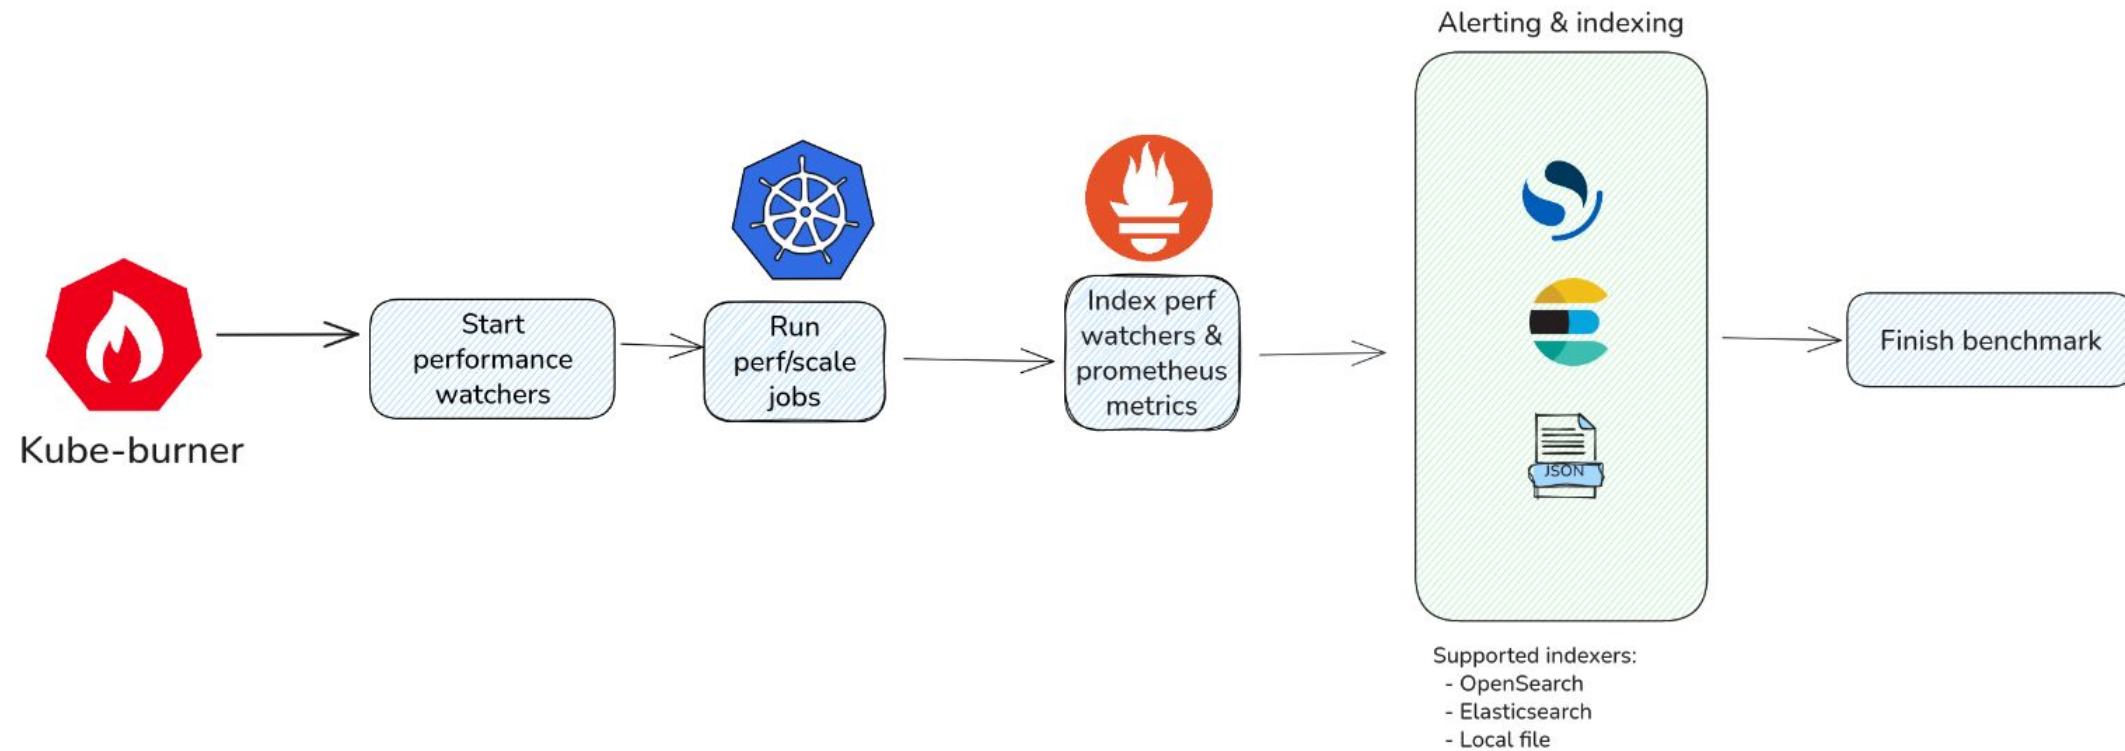 Alerting & indexing
Kube-burner
Start
performance
watchers
Run
perf/scale
jobs
Index perf
watchers &
prometheus
metrics
JSON
Finish benchmark
Supported indexers:
- OpenSearch
- Elasticsearch
- Local file